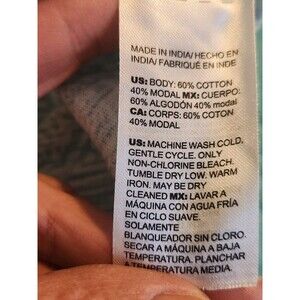 MADE IN INDIA/HECHO EN
INDIA/ FABRIQUÉ EN INDE
US: BODY: 60% COTTON
40% MODAL MX: CUERPO:
60% ALGODÓN 40% modal
CA: CORPS: 60% COTON
40% MODAL
US: MACHINE WASH COLD.
GENTLE CYCLE. ONLY
NON-CHLORINE BLEACH.
TUMBLE DRY LOW. WARM
IRON. MAY BE DRY
CLEANED MX: LAVAR A
MÁQUINA CON AGUA FRÍA
EN CICLO SUAVE.
SOLAMENTE
BLANQUEADOR SIN CLORO.
SECAR A MÁQUINA A BAJA
TEMPERATURA. PLANCHAR
A TEMPERATURA MEDIA.